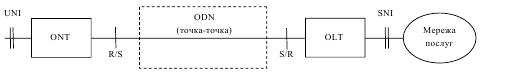 UNI
ONT
R/S
ODN
(точка-точка)
S/R
OLT
SNI
Мережа
послуг